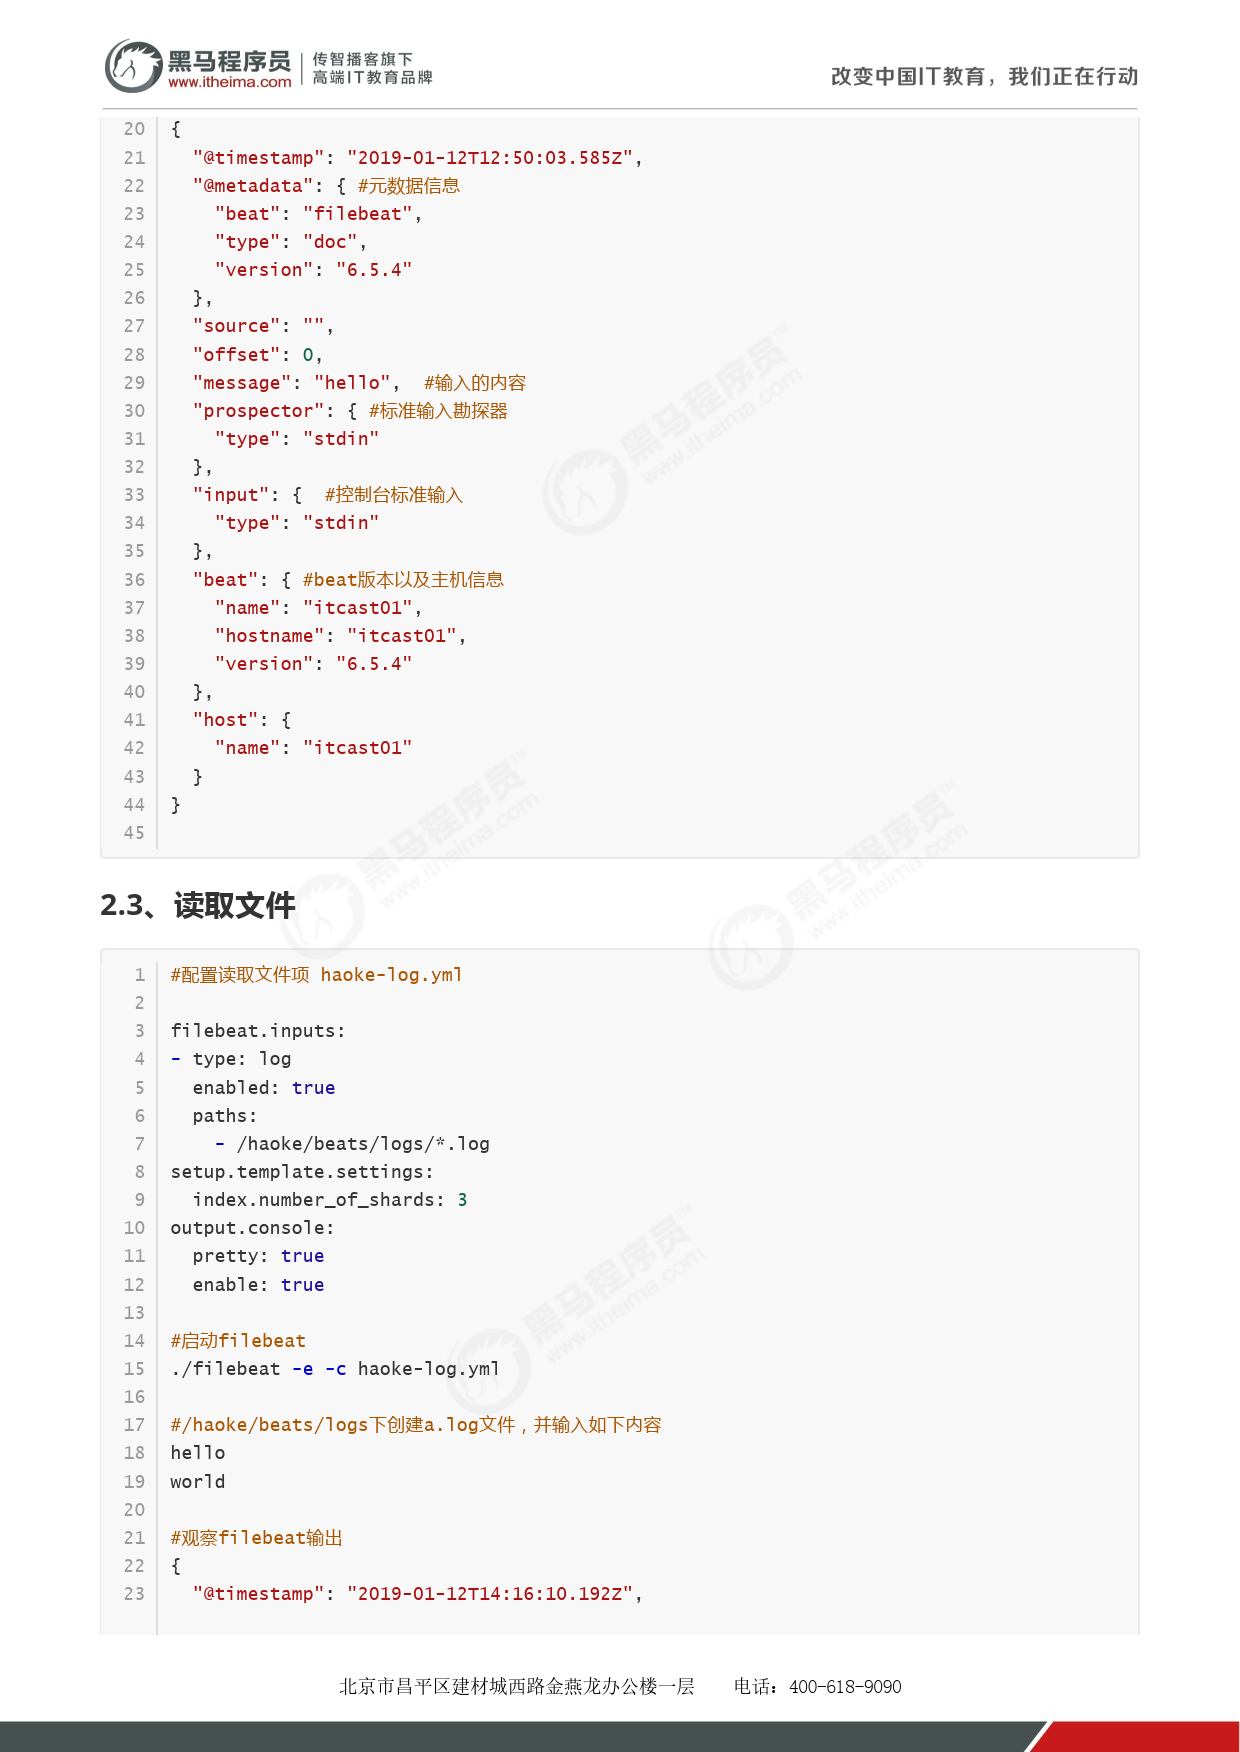 黑马程序员
www.itheima.com
传智播客旗下
高端IT教育品牌
改变中国IT教育，我们正在行动
20 {
21   "@timestamp": "2019-01-12T12:50:03.585Z",
22   "@metadata": { #元数据信息
23     "beat": "filebeat",
24     "type": "doc",
25     "version": "6.5.4"
26   },
27   "source": "",
28   "offset": 0,
29   "message": "hello",  #输入的内容
30   "prospector": { #标准输入勘探器
31     "type": "stdin"
32   },
33   "input": {  #控制台标准输入
34     "type": "stdin"
35   },
36   "beat": { #beat版本以及主机信息
37     "name": "itcast01",
38     "hostname": "itcast01",
39     "version": "6.5.4"
40   },
41   "host": {
42     "name": "itcast01"
43   }
44 }
45
2.3、读取文件
1 #配置读取文件项 haoke-log.yml
2
3 filebeat.inputs:
4 - type: log
5   enabled: true
6   paths:
7     - /haoke/beats/logs/*.log
8 setup.template.settings:
9   index.number_of_shards: 3
10 output.console:
11   pretty: true
12   enable: true
13
14 #启动filebeat
15 ./filebeat -e -c haoke-log.yml
16
17 #/haoke/beats/logs下创建a.log文件，并输入如下内容
18 hello
19 world
20
21 #观察filebeat输出
22 {
23   "@timestamp": "2019-01-12T14:16:10.192Z",
北京市昌平区建材城西路金燕龙办公楼一层  电话：400-618-9090